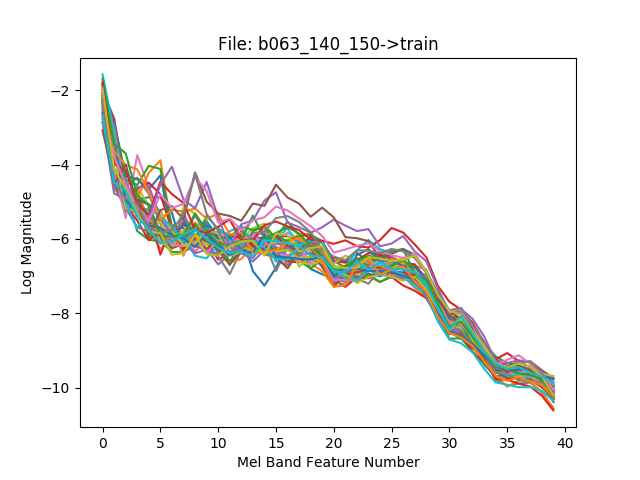 File: b063_140_150->train
−2
−4
−6
−8
−10
Log Magnitude
0 5 10 15 20 25 30 35 40
Mel Band Feature Number